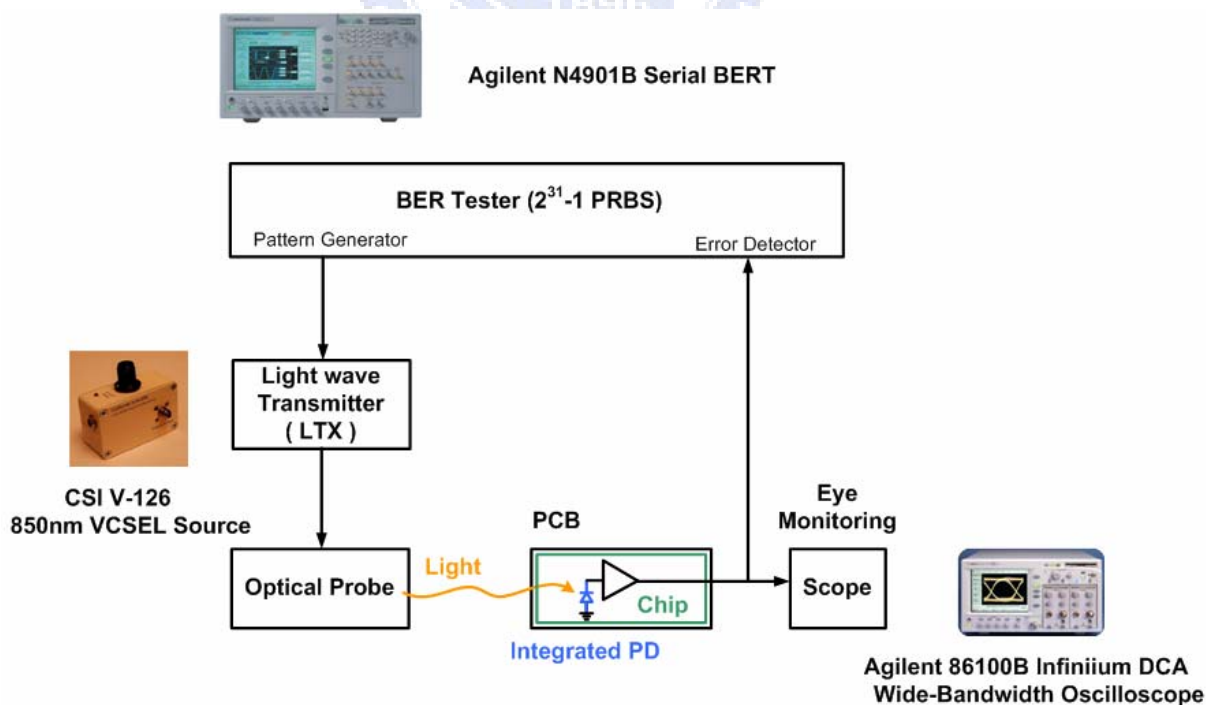 Agilent N4901B Serial BERT
BER Tester (2³¹-1 PRBS)
Pattern Generator
Error Detector
Light wave
Transmitter
( LTX )
CSI V-126
850nm VCSEL Source
Optical Probe
Light
PCB
Chip
Integrated PD
Eye
Monitoring
Scope
Agilent 86100B Infiniium DCA
Wide-Bandwidth Oscilloscope